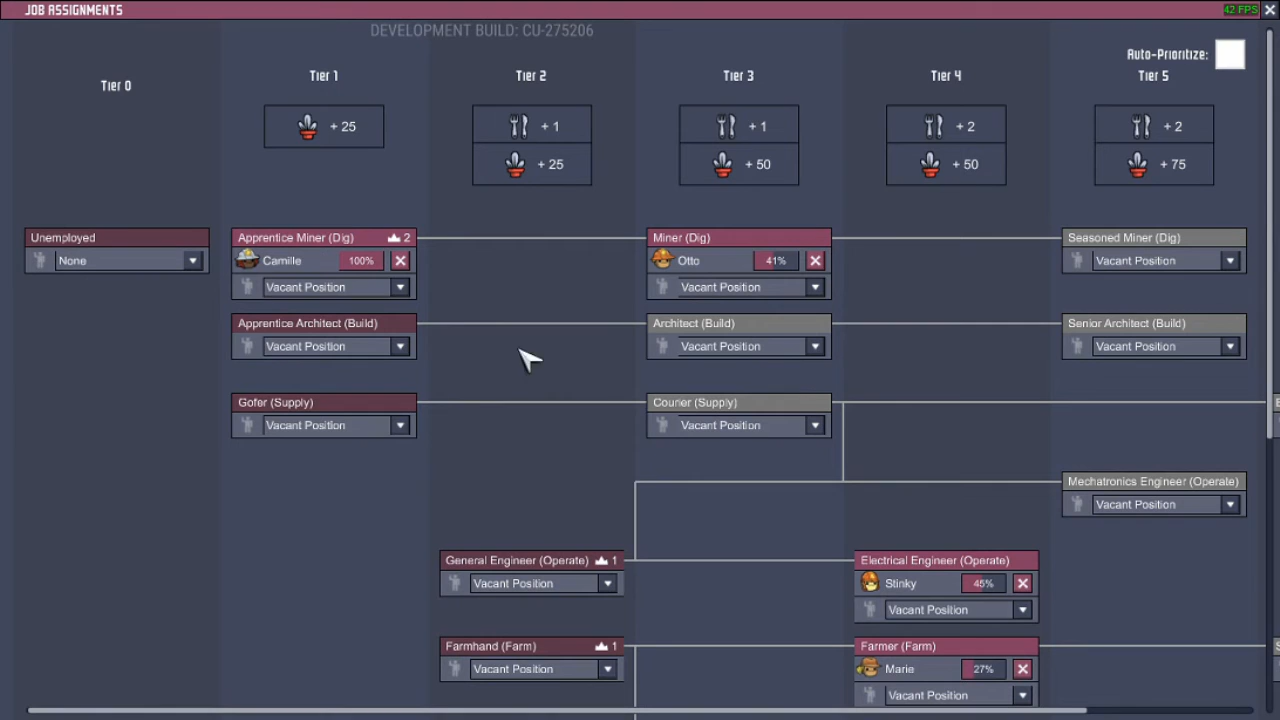 JOB ASSIGNMENTS
42 FPS
DEVELOPMENT BUILD: CU-275206
Auto-Prioritize:
Tier 0
Tier 1
Tier 2
Tier 3
Tier 4
Tier 5
+ 25
+ 1
+ 1
+ 2
+ 2
+ 25
+ 50
+ 50
+ 75
Unemployed
None
Apprentice Miner (Dig) 2
Camille 100%
Vacant Position
Miner (Dig)
Otto 41%
Vacant Position
Seasoned Miner (Dig)
Vacant Position
Apprentice Architect (Build)
Vacant Position
Architect (Build)
Vacant Position
Senior Architect (Build)
Vacant Position
Gofer (Supply)
Vacant Position
Courier (Supply)
Vacant Position
Mechatronics Engineer (Operate)
Vacant Position
General Engineer (Operate) 1
Vacant Position
Electrical Engineer (Operate)
Stinky 45%
Vacant Position
Farmhand (Farm) 1
Vacant Position
Farmer (Farm)
Marie 27%
Vacant Position